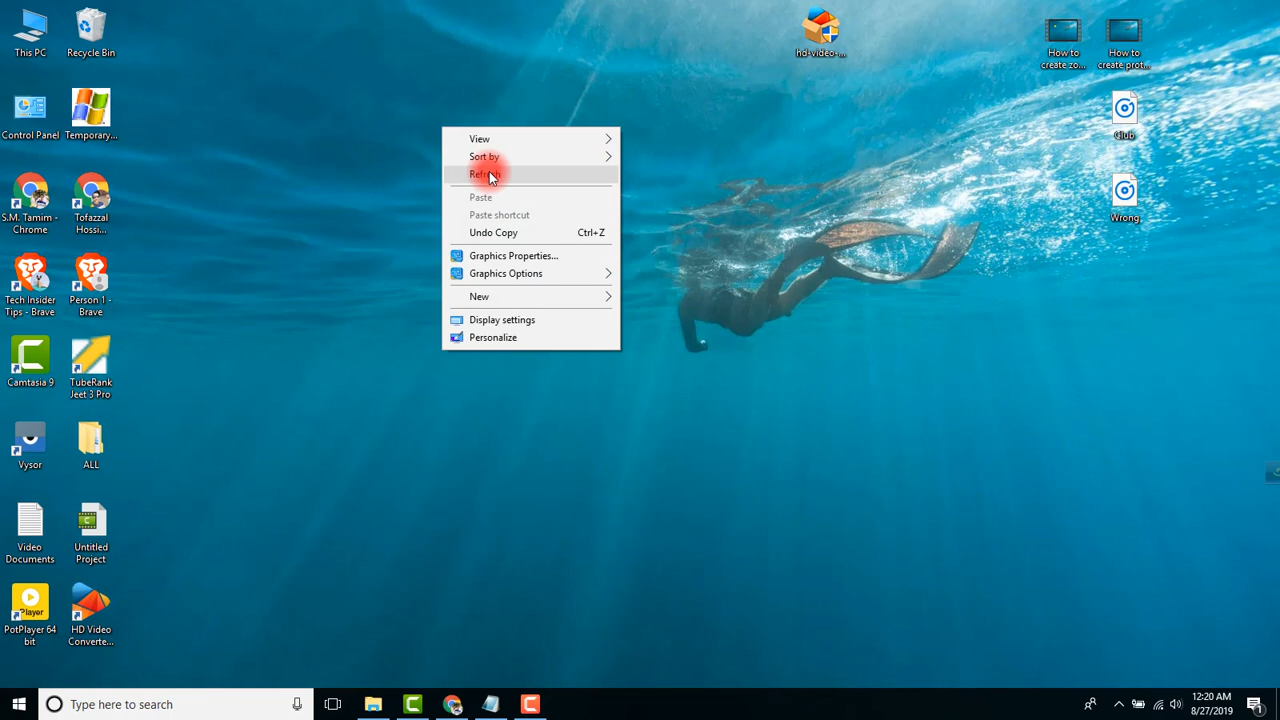 This PC
Recycle Bin
Control Panel
Temporary...
S.M. Tamim -
Chrome
Tofazzal
Hossi...
Tech Insider
Tips - Brave
Person 1 -
Brave
Camtasia 9
TubeRank
Jeet 3 Pro
Vysor
ALL
Video
Documents
Untitled
Project
Player
PotPlayer 64
bit
HD Video
Converte...
View
Sort by
Refresh
Paste
Paste shortcut
Undo Copy Ctrl+Z
Graphics Properties...
Graphics Options
New
Display settings
Personalize
hd-video-...
How to
create zo...
How to
create prot...
Club
Wrong
Type here to search
12:20 AM
8/27/2019
1